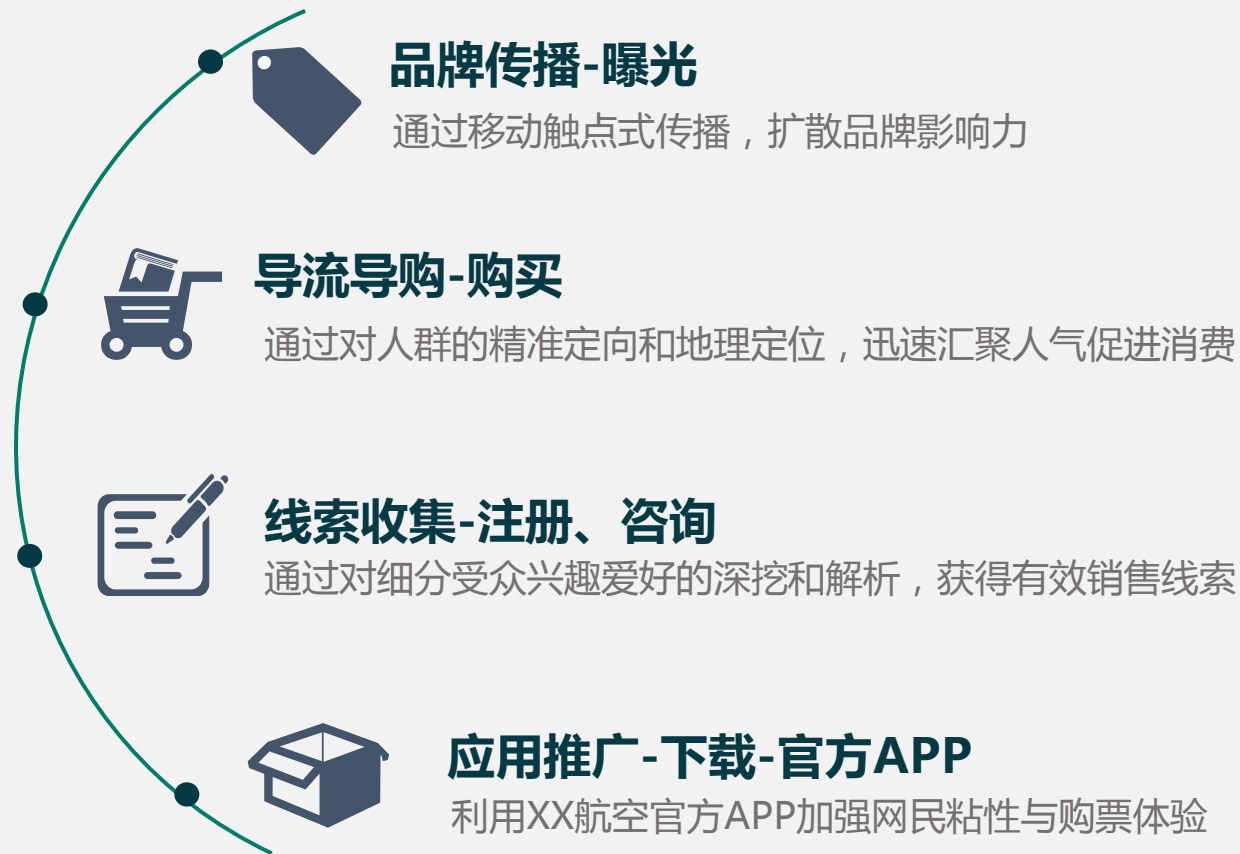 品牌传播-曝光
通过移动触点式传播，扩散品牌影响力
导流导购-购买
通过对人群的精准定向和地理定位，迅速汇聚人气促进消费
线索收集-注册、咨询
通过对细分受众兴趣爱好的深挖和解析，获得有效销售线索
应用推广-下载-官方APP
利用XX航空官方APP加强网民粘性与购票体验